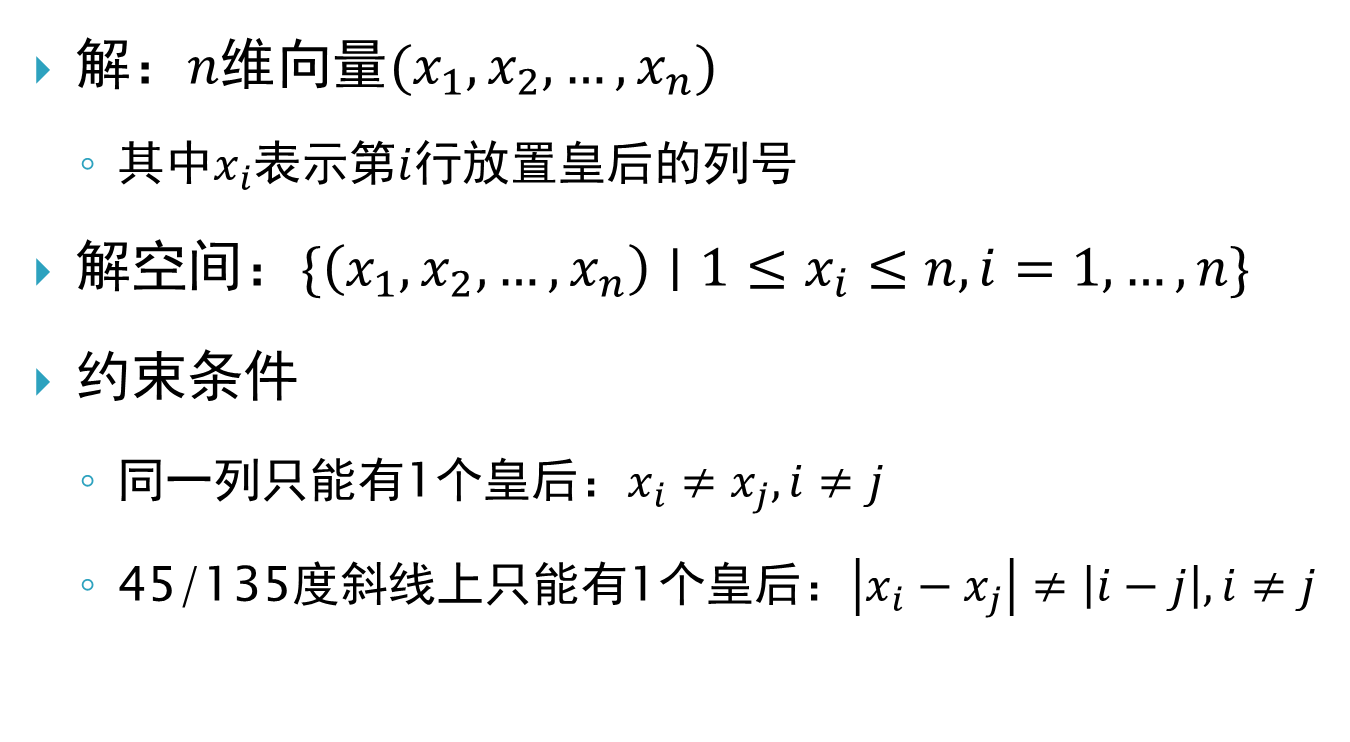 解：n维向量(x₁, x₂, … , xₙ)
其中xᵢ表示第i行放置皇后的列号
解空间：{(x₁, x₂, … , xₙ) | 1 ≤ xᵢ ≤ n, i = 1, … , n}
约束条件
同一列只能有1个皇后：xᵢ ≠ xⱼ, i ≠ j
45/135度斜线上只能有1个皇后：|xᵢ − xⱼ| ≠ |i − j|, i ≠ j